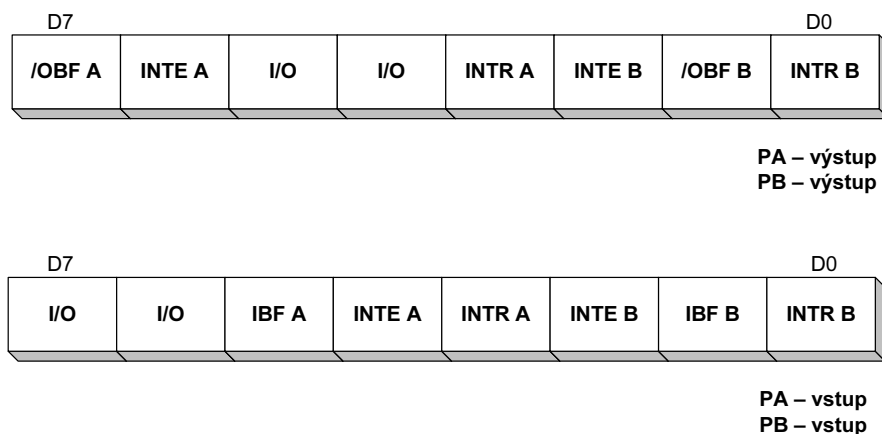 D7 D0
/OBF A INTE A I/O I/O INTR A INTE B /OBF B INTR B
PA – výstup
PB – výstup
D7 D0
I/O I/O IBF A INTE A INTR A INTE B IBF B INTR B
PA – vstup
PB – vstup